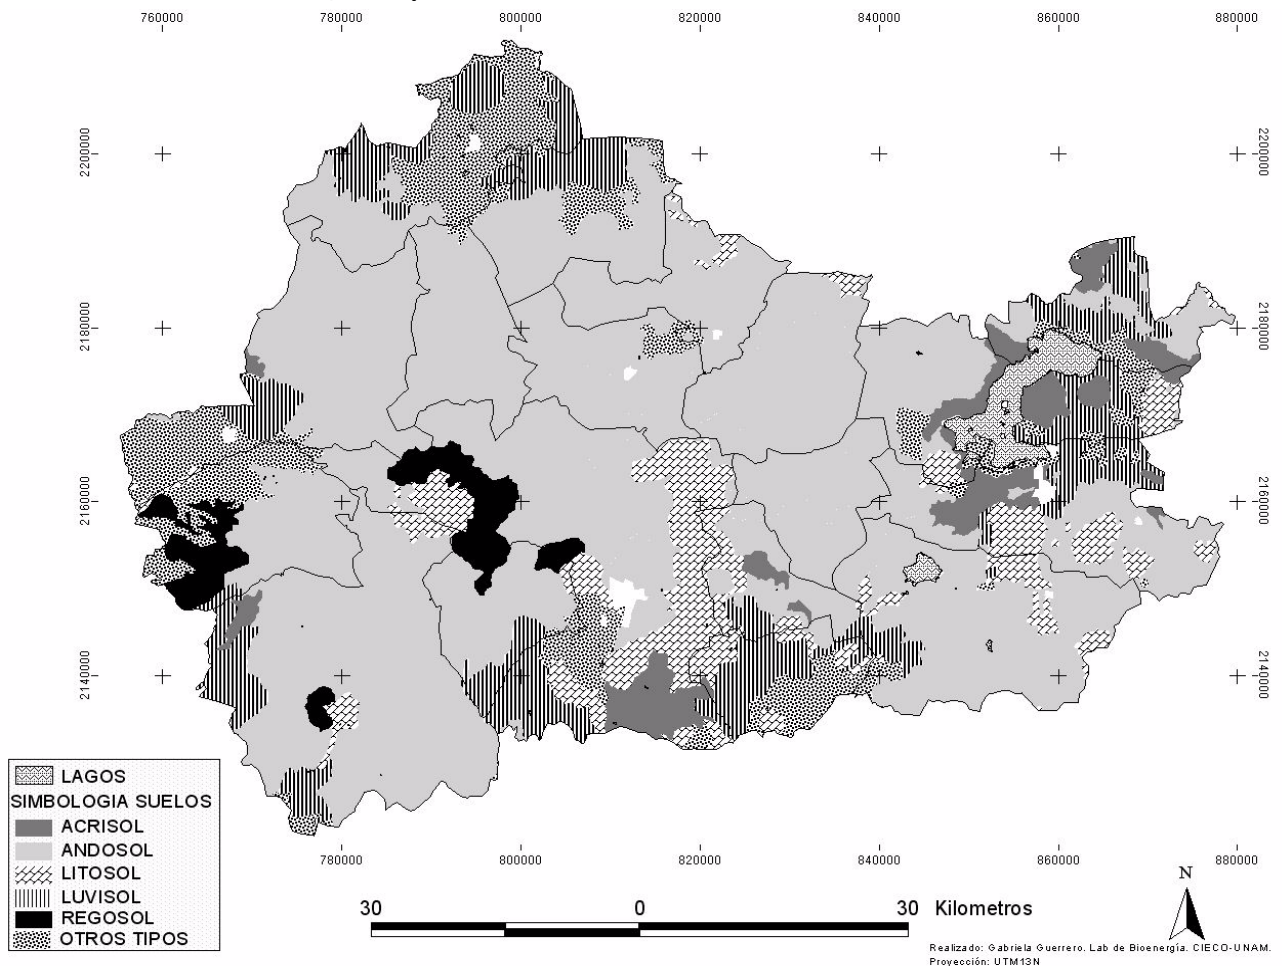 760000 780000 800000 820000 840000 860000 880000
2200000 2200000
2180000 2180000
2160000 2160000
2140000 2140000
LAGOS
SIMBOLOGIA SUELOS
ACRISOL
ANDOSOL
LITOSOL
LUVISOL
REGOSOL
OTROS TIPOS
780000 800000 820000 840000 860000 880000
N
30 0 30 Kilometros
Realizado: Gabriela Guerrero. Lab de Bioenergía. CIECO-UNAM.
Proyección: UTM13N